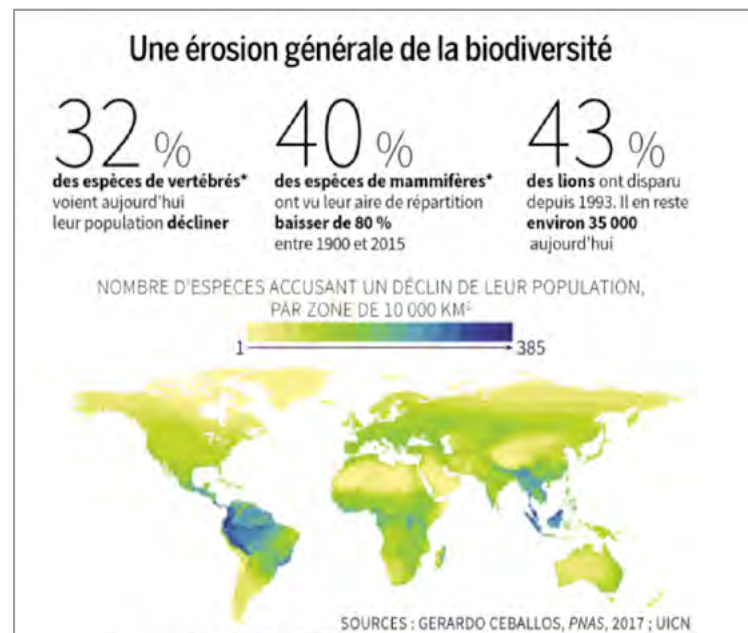 Une érosion générale de la biodiversité
32 %
des espèces de vertébrés*
voient aujourd'hui
leur population décliner
40 %
des espèces de mammifères*
ont vu leur aire de répartition
baisser de 80 %
entre 1900 et 2015
43 %
des lions ont disparu
depuis 1993. Il en reste
environ 35 000
aujourd'hui
NOMBRE D'ESPÈCES ACCUSANT UN DÉCLIN DE LEUR POPULATION,
PAR ZONE DE 10 000 KM²
1 385
SOURCES : GERARDO CEBALLOS, PNAS, 2017 ; UICN